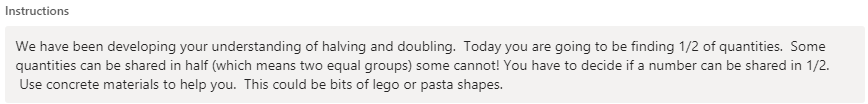 Instructions
We have been developing your understanding of halving and doubling.  Today you are going to be finding 1/2 of quantities.  Some
quantities can be shared in half (which means two equal groups) some cannot! You have to decide if a number can be shared in 1/2.
Use concrete materials to help you.  This could be bits of lego or pasta shapes.